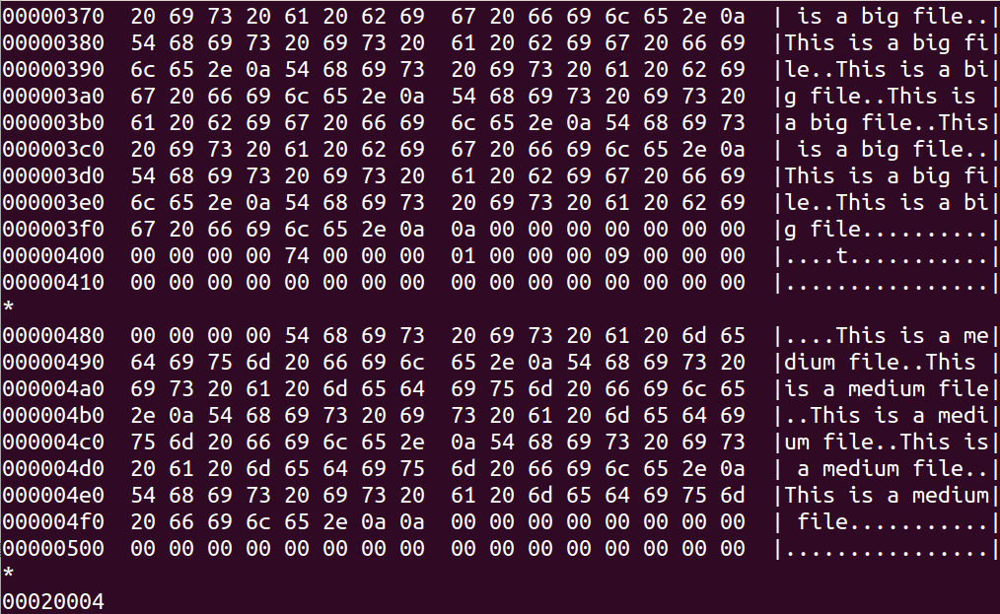 00000370  20 69 73 20 61 20 62 69  67 20 66 69 6c 65 2e 0a  | is a big file..|
00000380  54 68 69 73 20 69 73 20  61 20 62 69 67 20 66 69  |This is a big fi|
00000390  6c 65 2e 0a 54 68 69 73  20 69 73 20 61 20 62 69  |le..This is a bi|
000003a0  67 20 66 69 6c 65 2e 0a  54 68 69 73 20 69 73 20  |g file..This is |
000003b0  61 20 62 69 67 20 66 69  6c 65 2e 0a 54 68 69 73  |a big file..This|
000003c0  20 69 73 20 61 20 62 69  67 20 66 69 6c 65 2e 0a  | is a big file..|
000003d0  54 68 69 73 20 69 73 20  61 20 62 69 67 20 66 69  |This is a big fi|
000003e0  6c 65 2e 0a 54 68 69 73  20 69 73 20 61 20 62 69  |le..This is a bi|
000003f0  67 20 66 69 6c 65 2e 0a  0a 00 00 00 00 00 00 00  |g file..........|
00000400  00 00 00 00 74 00 00 00  01 00 00 00 09 00 00 00  |....t...........|
00000410  00 00 00 00 00 00 00 00  00 00 00 00 00 00 00 00  |................|
*
00000480  00 00 00 00 54 68 69 73  20 69 73 20 61 20 6d 65  |....This is a me|
00000490  64 69 75 6d 20 66 69 6c  65 2e 0a 54 68 69 73 20  |dium file..This |
000004a0  69 73 20 61 20 6d 65 64  69 75 6d 20 66 69 6c 65  |is a medium file|
000004b0  2e 0a 54 68 69 73 20 69  73 20 61 20 6d 65 64 69  |..This is a medi|
000004c0  75 6d 20 66 69 6c 65 2e  0a 54 68 69 73 20 69 73  |um file..This is|
000004d0  20 61 20 6d 65 64 69 75  6d 20 66 69 6c 65 2e 0a  | a medium file..|
000004e0  54 68 69 73 20 69 73 20  61 20 6d 65 64 69 75 6d  |This is a medium|
000004f0  20 66 69 6c 65 2e 0a 0a  00 00 00 00 00 00 00 00  | file...........|
00000500  00 00 00 00 00 00 00 00  00 00 00 00 00 00 00 00  |................|
*
00020004